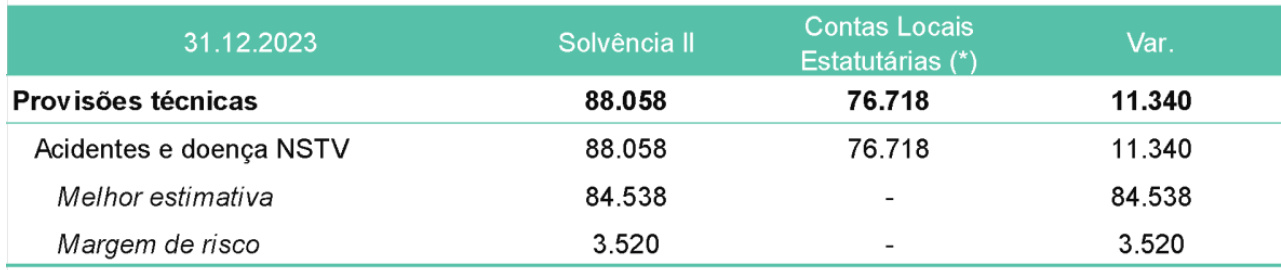 31.12.2023 Solvência II Contas Locais Estatutárias (*) Var.
Provisões técnicas 88.058 76.718 11.340
Acidentes e doença NSTV 88.058 76.718 11.340
Melhor estimativa 84.538 - 84.538
Margem de risco 3.520 - 3.520